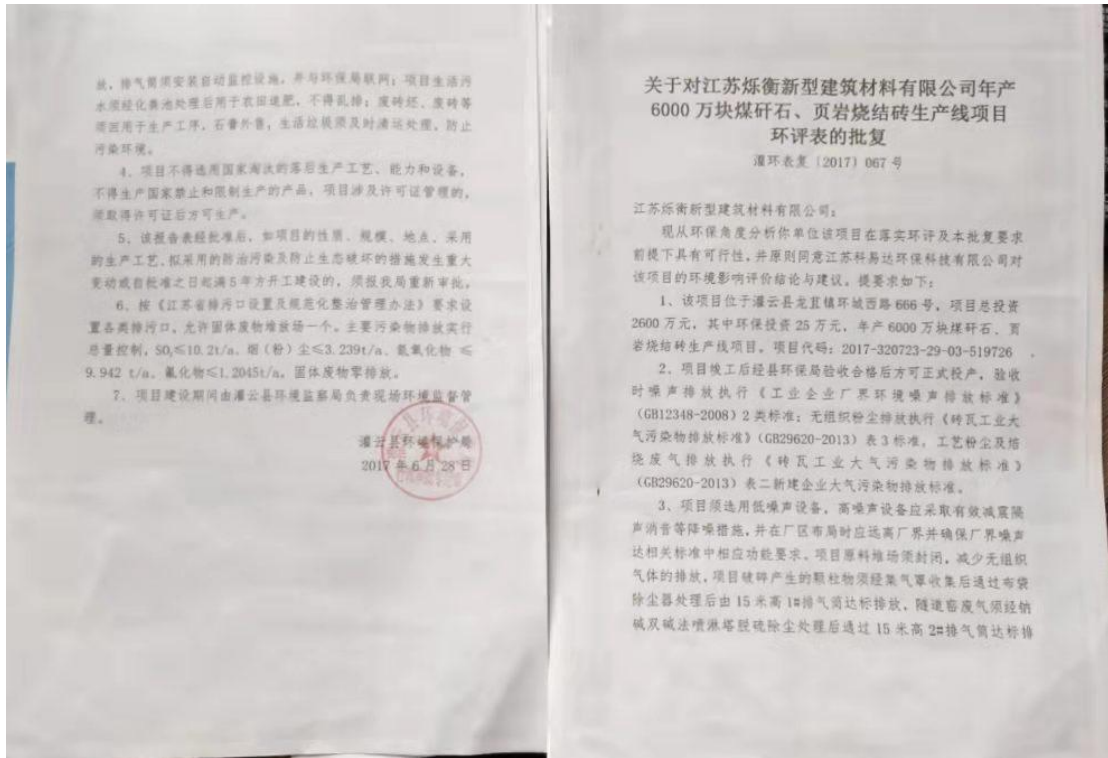 关于对江苏烁衡新型建筑材料有限公司年产
6000 万块煤矸石、页岩烧结砖生产线项目
环评表的批复
灌环表复〔2017〕067 号
江苏烁衡新型建筑材料有限公司：
现从环保角度分析你单位该项目在落实环评及本批复要求
前提下具有可行性，并原则同意江苏科易达环保科技有限公司对
该项目的环境影响评价结论与建议。提要求如下：
1、该项目位于灌云县龙苴镇环城西路 666 号，项目总投资
2600 万元，其中环保投资 25 万元，年产 6000 万块煤矸石、页
岩烧结砖生产线项目。项目代码：2017-320723-29-03-519726
2、项目竣工后经县环保局验收合格后方可正式投产，验收
时噪声排放执行《工业企业厂界环境噪声排放标准》
（GB12348-2008）2 类标准；无组织粉尘排放执行《砖瓦工业大
气污染物排放标准》（GB29620-2013）表 3 标准，工艺粉尘及焙
烧废气排放执行《砖瓦工业大气污染物排放标准》
（GB29620-2013）表二新建企业大气污染物排放标准。
3、项目须选用低噪声设备，高噪声设备应采取有效减震隔
声消音等降噪措施，并在厂区布局时应远离厂界并确保厂界噪声
达相关标准中相应功能要求。项目原料堆场须封闭，减少无组织
气体的排放，项目破碎产生的颗粒物须经集气罩收集后通过布袋
除尘器处理后由 15 米高 1#排气筒达标排放，隧道窑废气须经钠
碱双碱法喷淋塔脱硫除尘处理后通过 15 米高 2#排气筒达标排
放，排气筒须安装自动监控设施，并与环保局联网；项目生活污
水须经化粪池处理后用于农田追肥，不得乱排；废砖坯、废砖等
须回用于生产工序，石膏外售，生活垃圾须及时清运处理，防止
污染环境。
4、项目不得选用国家淘汰的落后生产工艺、能力和设备，
不得生产国家禁止和限制生产的产品，项目涉及许可证管理的，
须取得许可证后方可生产。
5、该报告表经批准后，如项目的性质、规模、地点、采用
的生产工艺、拟采用的防治污染及防止生态破坏的措施发生重大
变动或自批准之日起满 5 年方开工建设的，须报我局重新审批。
6、按《江苏省排污口设置及规范化整治管理办法》要求设
置各类排污口，允许固体废物堆放场一个。主要污染物排放实行
总量控制，SO₂≤10.2t/a、烟（粉）尘≤3.239t/a、氮氧化物 ≤
9.942 t/a、氟化物≤1.2045t/a，固体废物零排放。
7、项目建设期间由灌云县环境监察局负责现场环境监督管
理。
灌云县环境保护局
2017 年 6 月 28 日